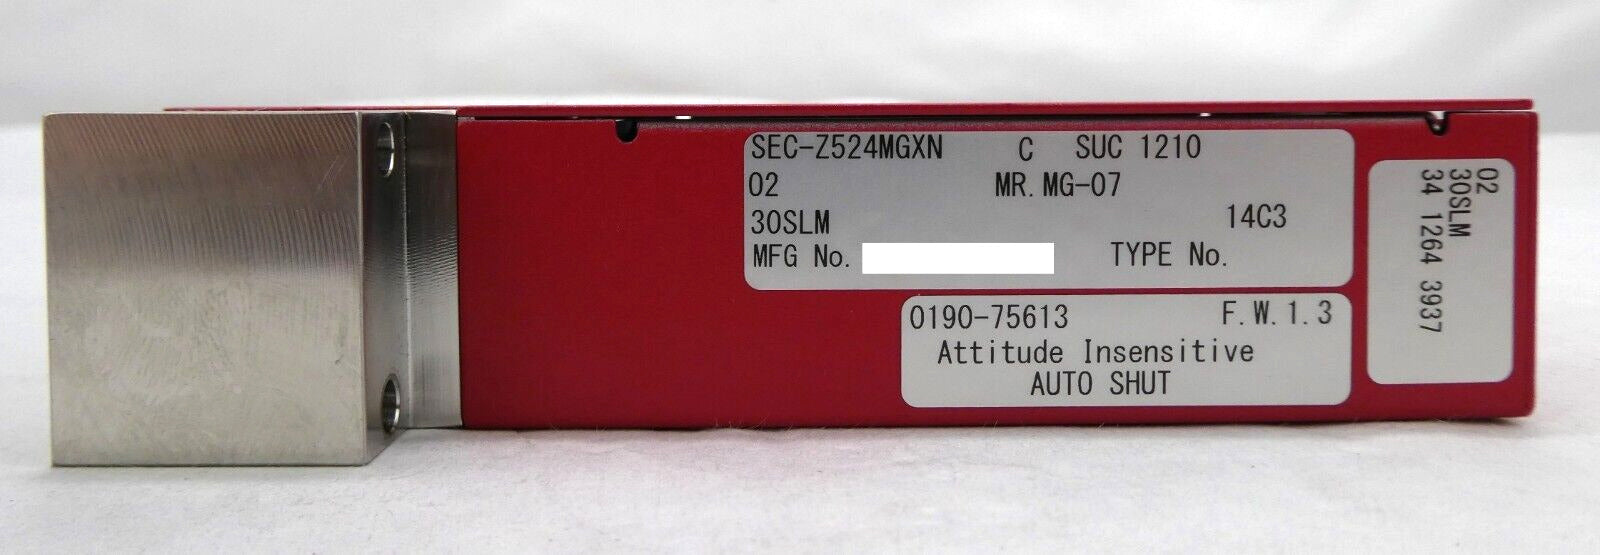 SEC-Z524MGXN C SUC 1210
O2 MR.MG-07
30SLM 14C3
MFG No. TYPE No.
0190-75613 F.W.1.3
Attitude Insensitive
AUTO SHUT
O2
30SLM
34 1264 3937